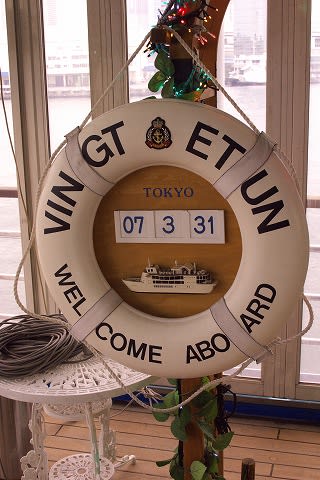 VINGT ET UN
TOKYO
07 3 31
WELCOME ABOARD